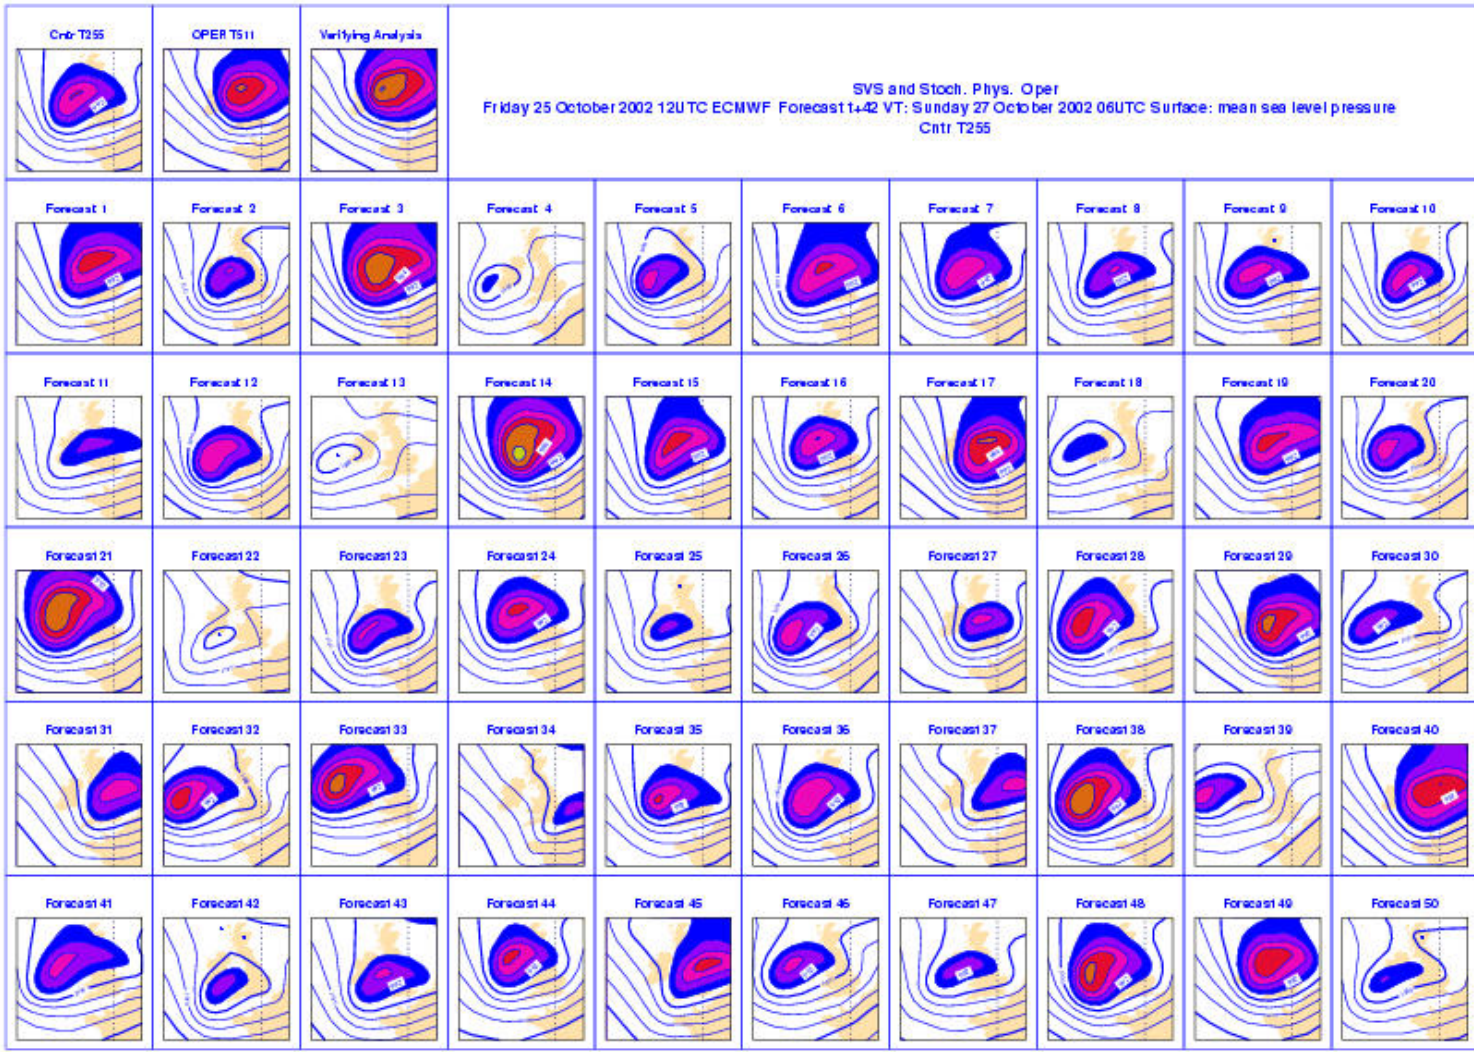 Cntr T255
OPER T511
Verifying Analysis
SVS and Stoch. Phys. Oper
Friday 25 October 2002 12UTC ECMWF Forecast t+42 VT: Sunday 27 October 2002 06UTC Surface: mean sea level pressure
Cntr T255
Forecast 1
Forecast 2
Forecast 3
Forecast 4
Forecast 5
Forecast 6
Forecast 7
Forecast 8
Forecast 9
Forecast 10
Forecast 11
Forecast 12
Forecast 13
Forecast 14
Forecast 15
Forecast 16
Forecast 17
Forecast 18
Forecast 19
Forecast 20
Forecast 21
Forecast 22
Forecast 23
Forecast 24
Forecast 25
Forecast 26
Forecast 27
Forecast 28
Forecast 29
Forecast 30
Forecast 31
Forecast 32
Forecast 33
Forecast 34
Forecast 35
Forecast 36
Forecast 37
Forecast 38
Forecast 39
Forecast 40
Forecast 41
Forecast 42
Forecast 43
Forecast 44
Forecast 45
Forecast 46
Forecast 47
Forecast 48
Forecast 49
Forecast 50